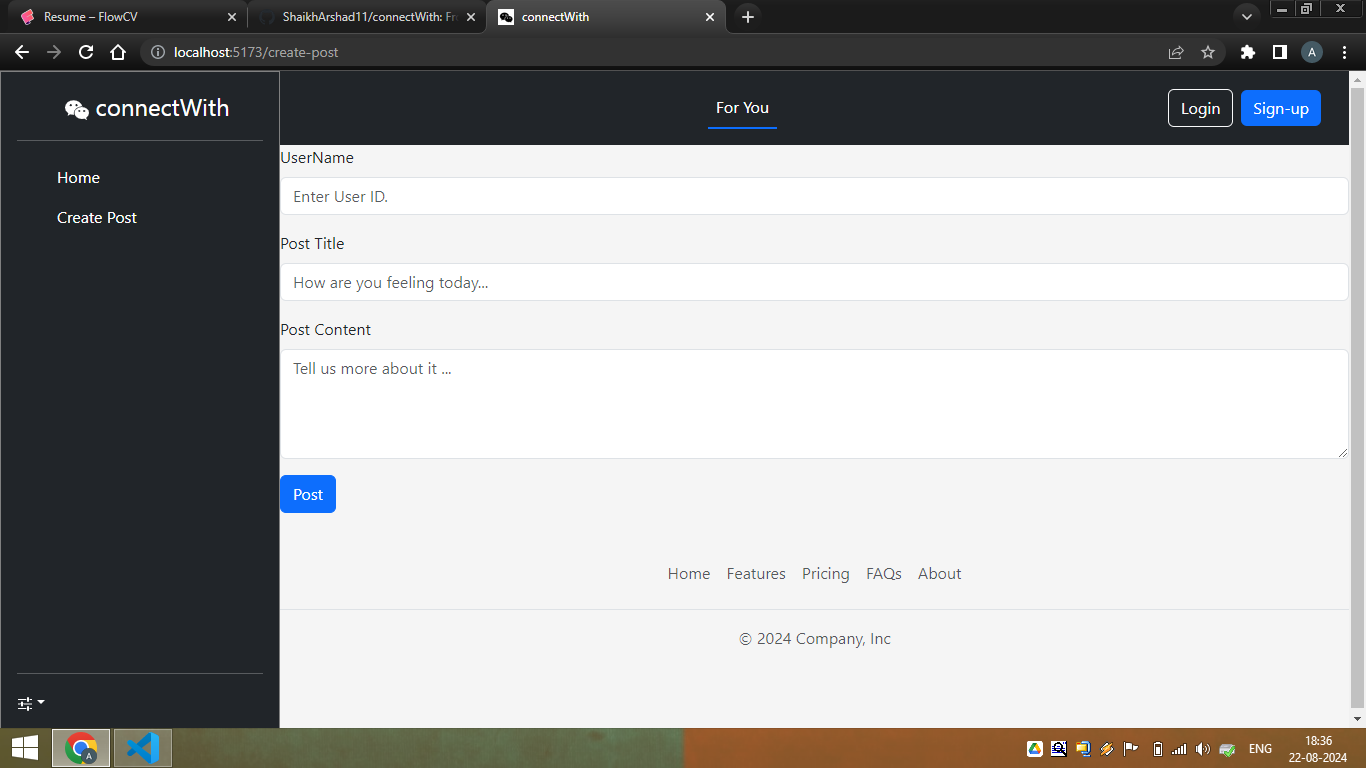 Resume – FlowCV
ShaikhArshad11/connectWith: Fro
connectWith
localhost:5173/create-post
A
connectWith
For You
Login
Sign-up
Home
Create Post
UserName
Enter User ID.
Post Title
How are you feeling today...
Post Content
Tell us more about it ...
Post
Home Features Pricing FAQs About
© 2024 Company, Inc
A
ENG
18:36
22-08-2024